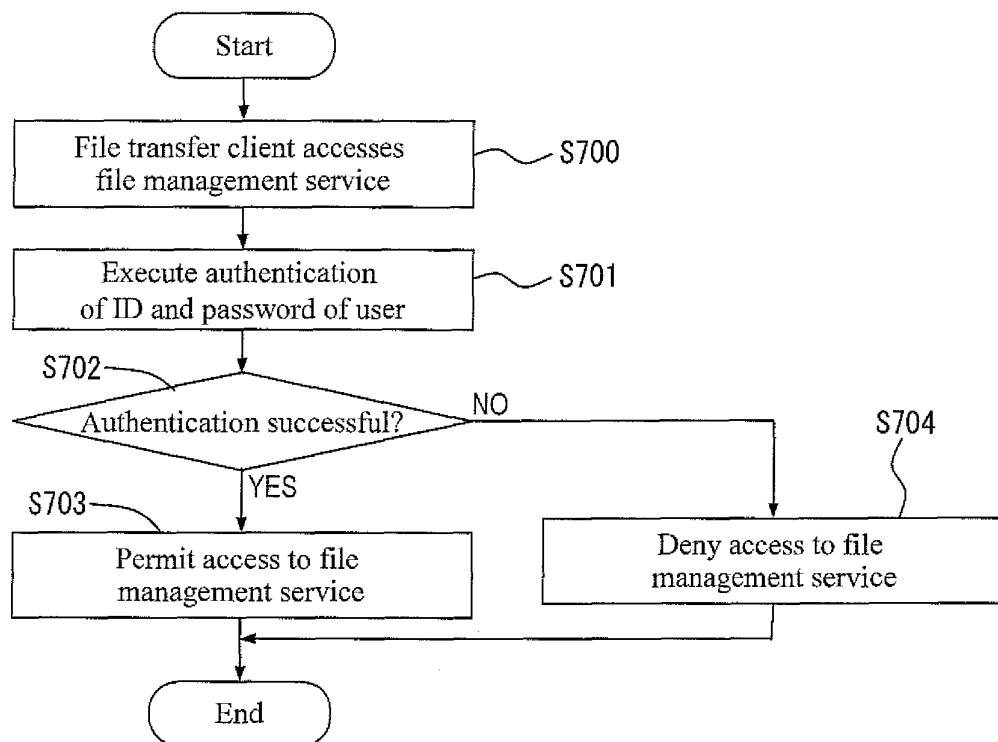 Start
File transfer client accesses
file management service
S700
Execute authentication
of ID and password of user
S701
S702
Authentication successful?
NO
YES
S704
S703
Permit access to file
management service
Deny access to file
management service
End